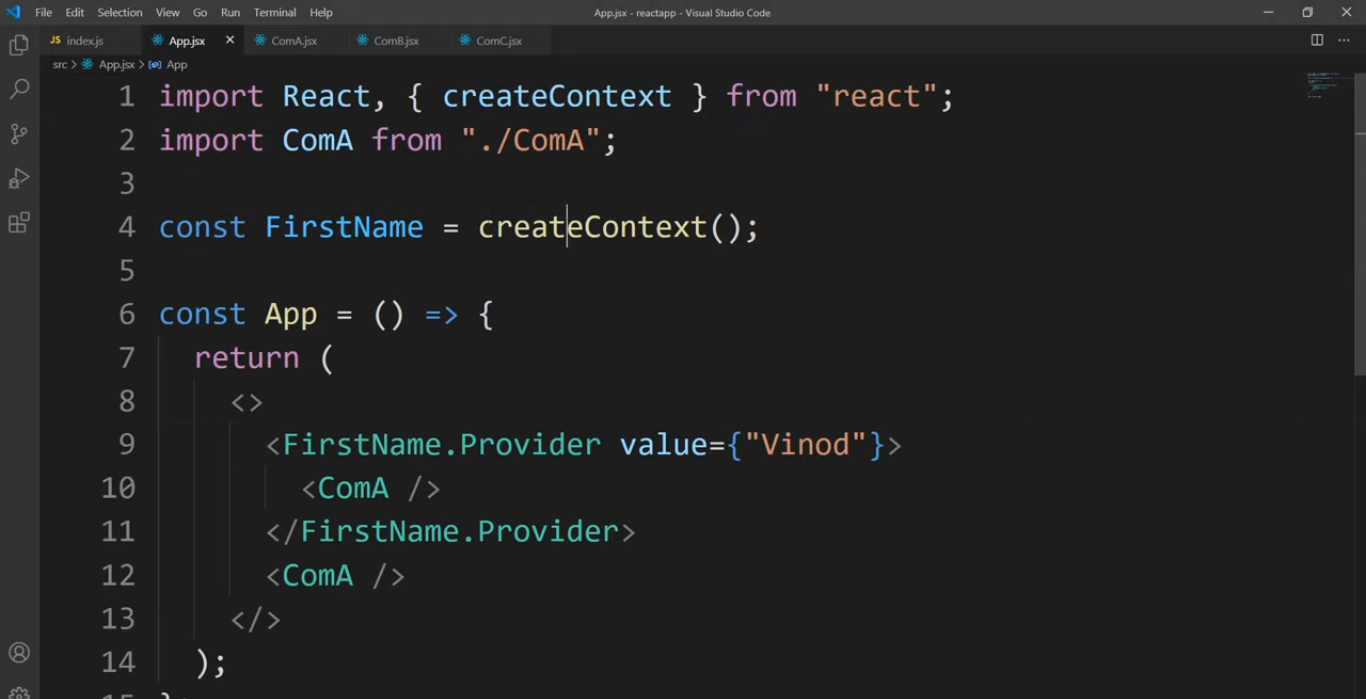 File Edit Selection View Go Run Terminal Help App.jsx - reactapp - Visual Studio Code
JS index.js App.jsx ComA.jsx ComB.jsx ComC.jsx
src > App.jsx > App
1 import React, { createContext } from "react";
2 import ComA from "./ComA";
3
4 const FirstName = createContext();
5
6 const App = () => {
7 return (
8 <>
9 <FirstName.Provider value={"Vinod"}>
10 <ComA />
11 </FirstName.Provider>
12 <ComA />
13 </>
14 );